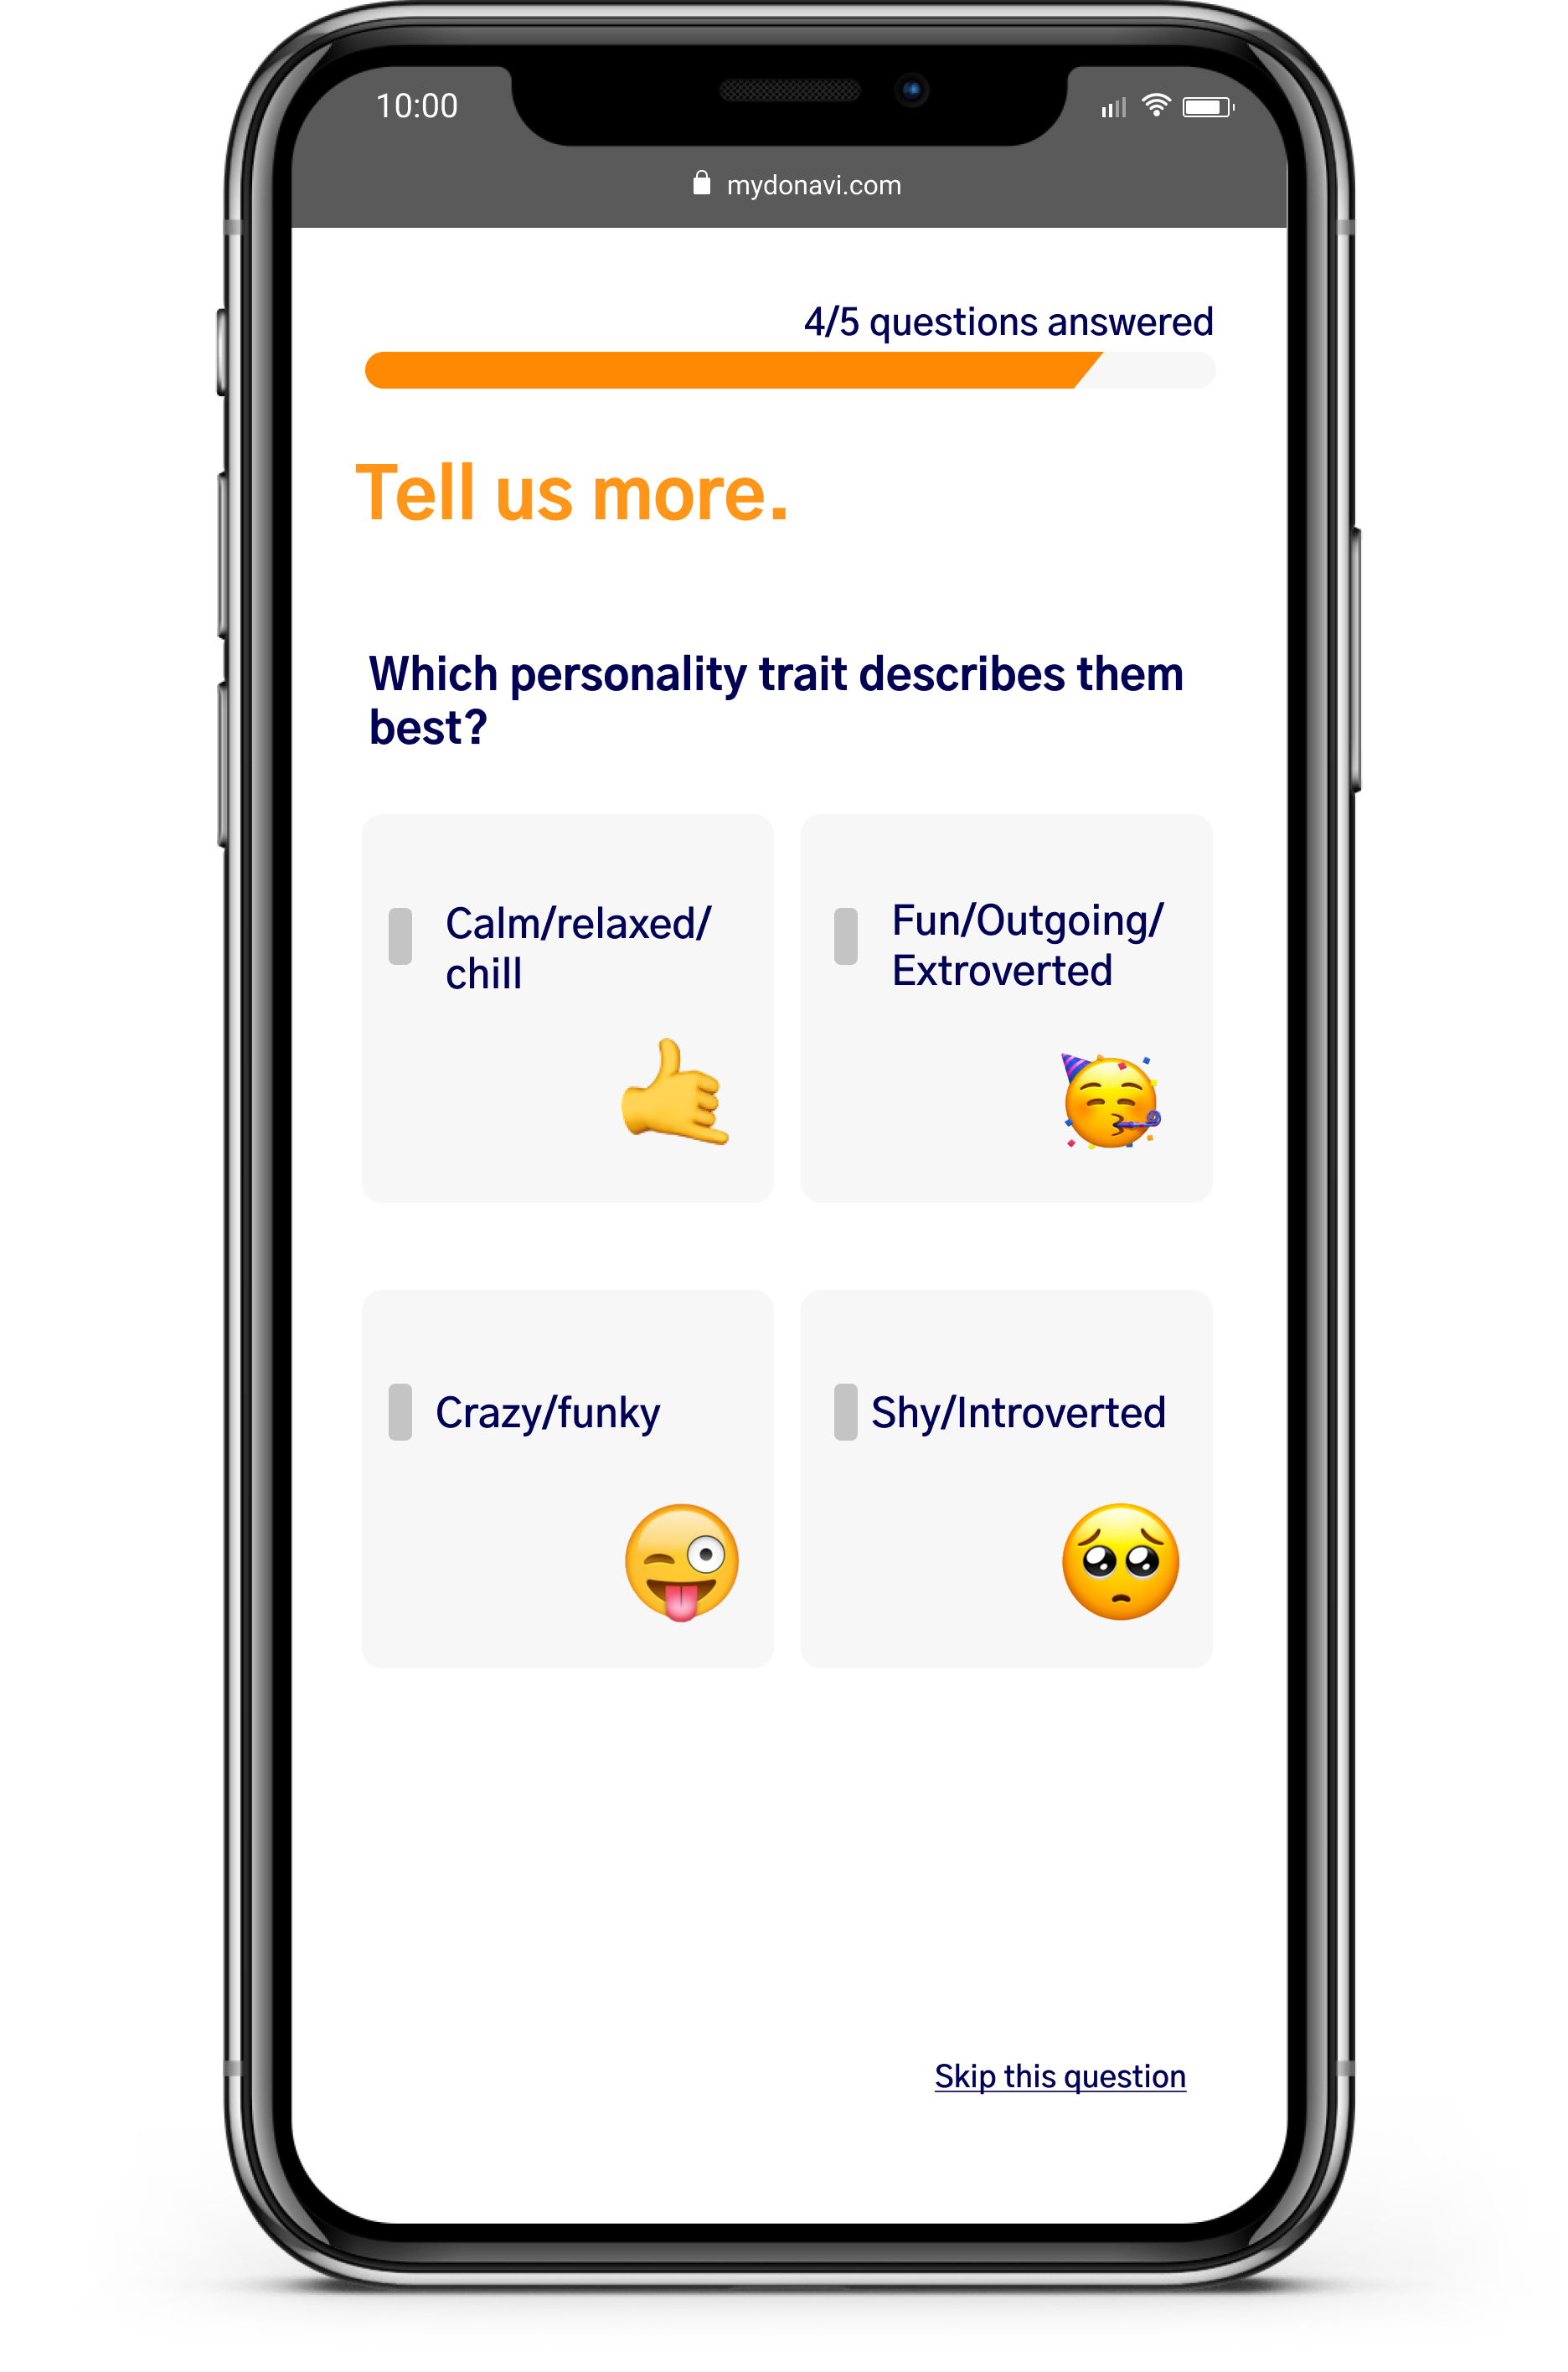 10:00
mydonavi.com
4/5 questions answered
Tell us more.
Which personality trait describes them
best?
Calm/relaxed/
chill
Fun/Outgoing/
Extroverted
Crazy/funky
Shy/Introverted
Skip this question